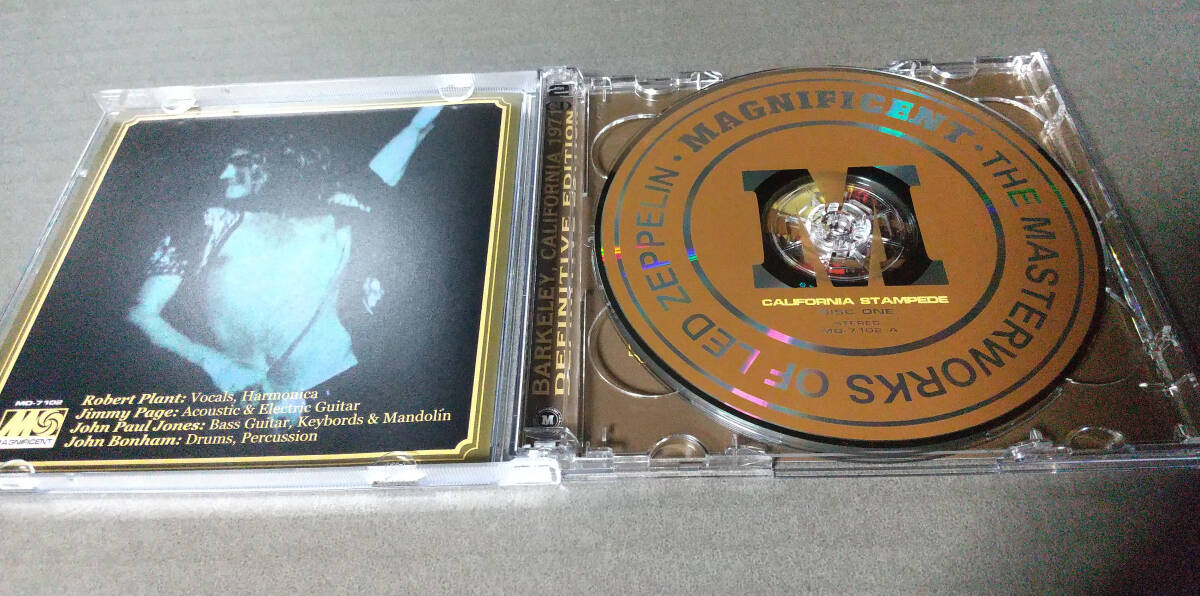 Robert Plant: Vocals, Harmonica
Jimmy Page: Acoustic & Electric Guitar
John Paul Jones: Bass Guitar, Keybords & Mandolin
John Bonham: Drums, Percussion
MD-7102
M
MAGNIFICENT
BARKELEY, CALIFORNIA 1971
DEFINITIVE EDITION
M
MAGNIFICENT · THE MASTERWORKS OF LED ZEPPELIN ·
M
CALIFORNIA STAMPEDE
DISC ONE
STEREO
MD-7102-A